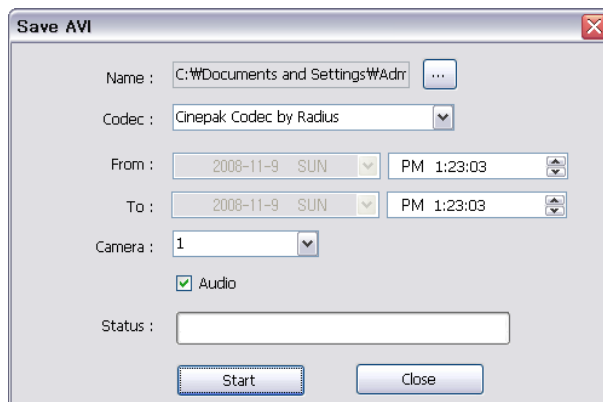 Save AVI
Name : C:₩Documents and Settings₩Adm ...
Codec : Cinepak Codec by Radius
From : 2008-11-9 SUN PM 1:23:03
To : 2008-11-9 SUN PM 1:23:03
Camera : 1
Audio
Status :
Start Close